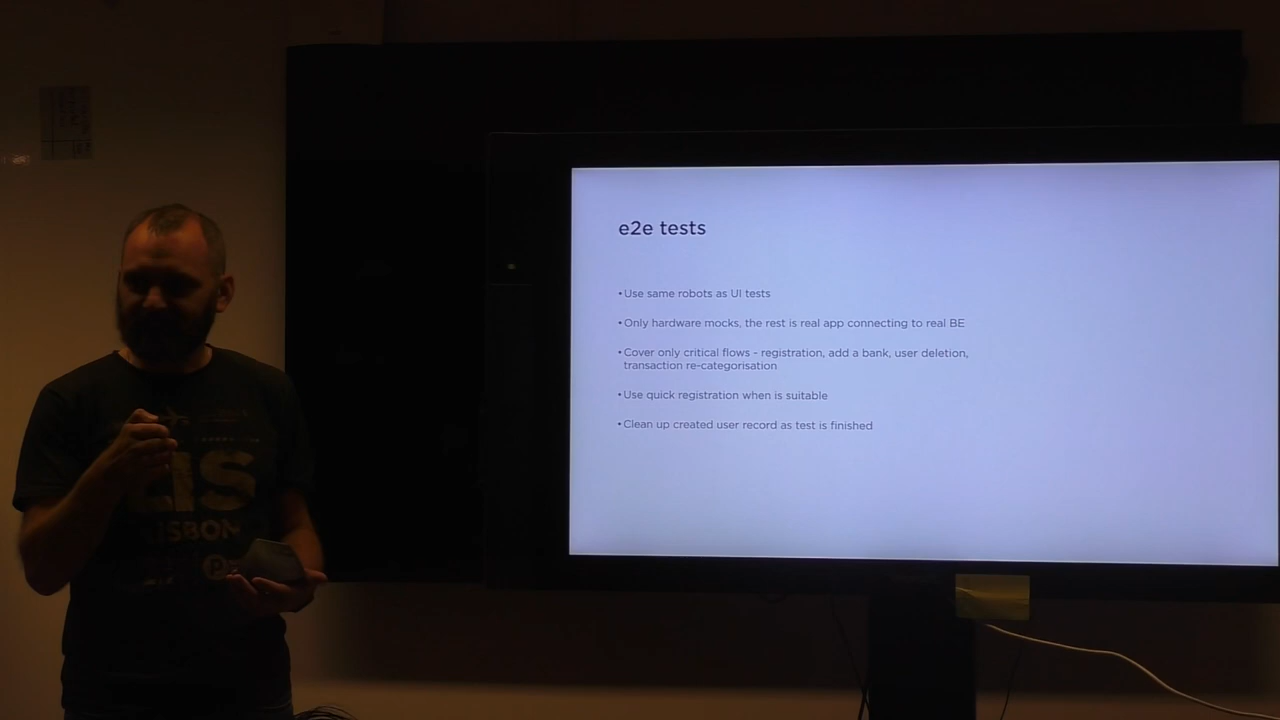 e2e tests
•Use same robots as UI tests
•Only hardware mocks, the rest is real app connecting to real BE
•Cover only critical flows - registration, add a bank, user deletion,
transaction re-categorisation
•Use quick registration when is suitable
•Clean up created user record as test is finished
LIS
LISBON